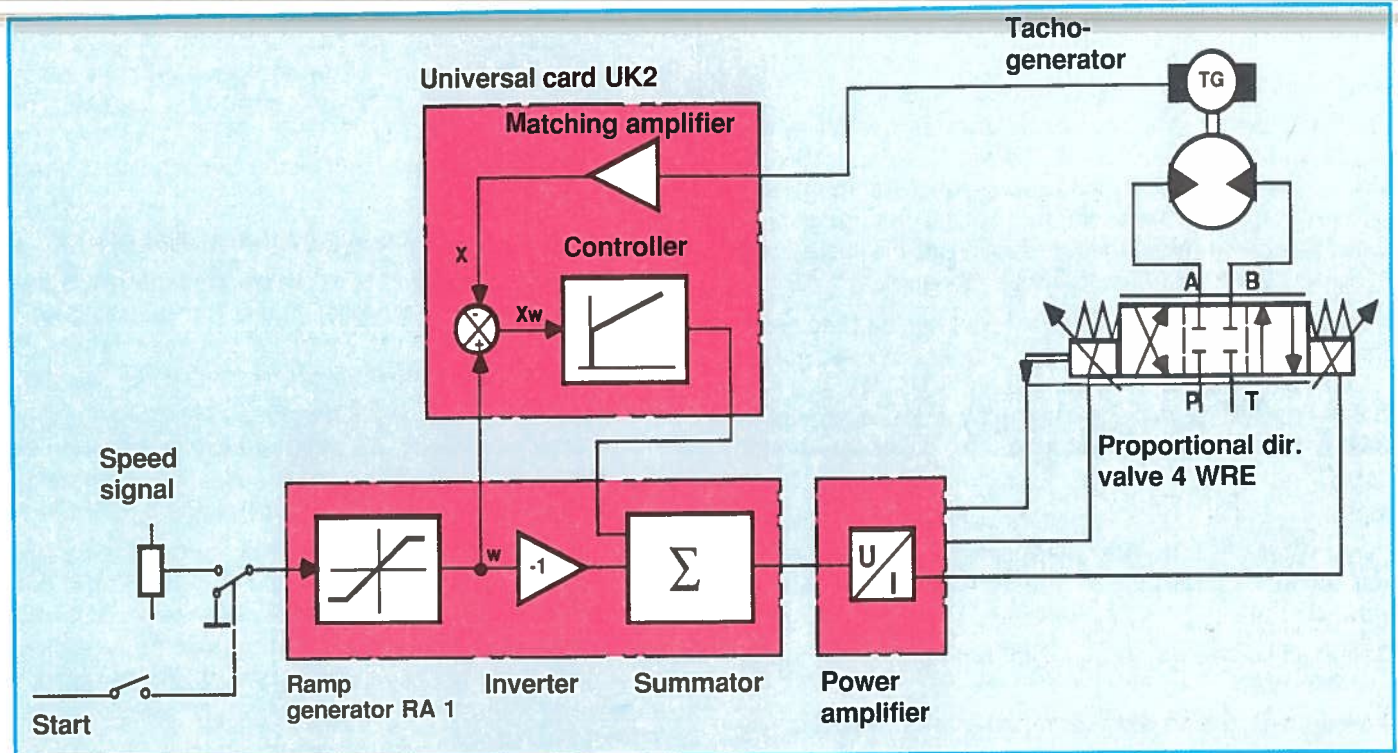 Tacho-
generator
TG
Universal card UK2
Matching amplifier
Controller
X
-
Xw
+
A B
P T
Proportional dir.
valve 4 WRE
Speed
signal
w
-1
Σ
U
I
Start
Ramp
generator RA 1
Inverter
Summator
Power
amplifier